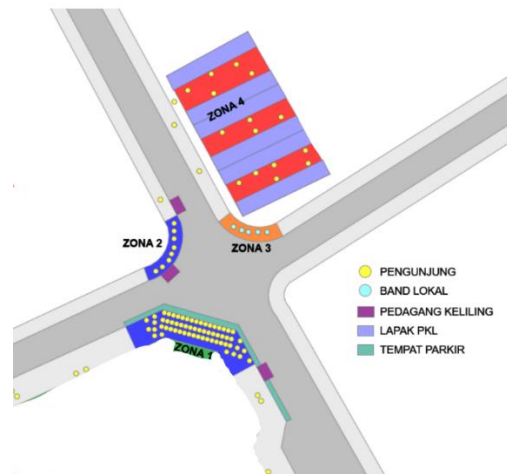 ZONA 4
ZONA 2
ZONA 3
ZONA 1
PENGUNJUNG
BAND LOKAL
PEDAGANG KELILING
LAPAK PKL
TEMPAT PARKIR